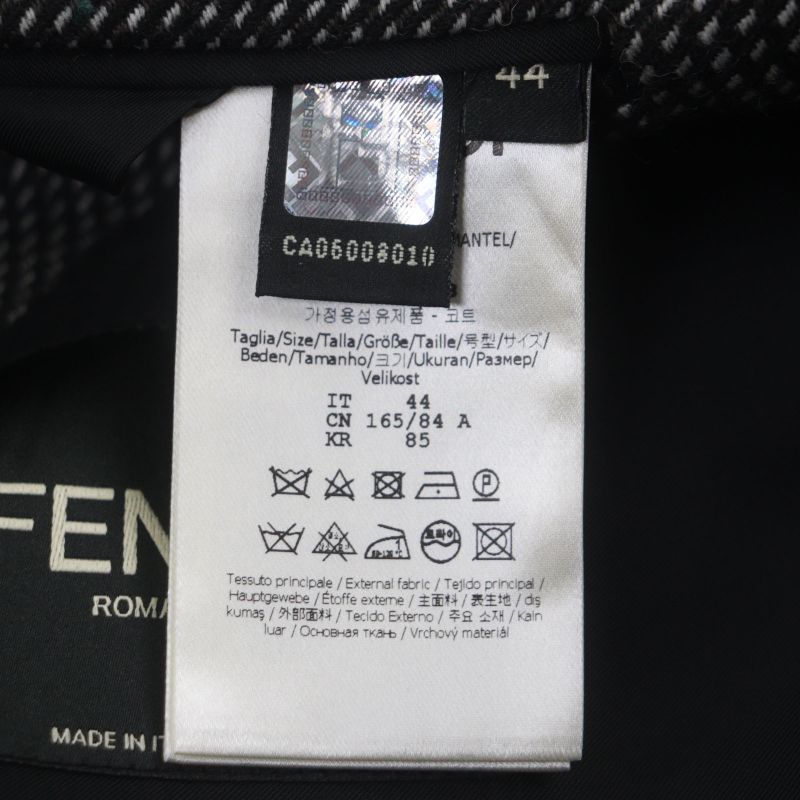 44
CA06008010
MANTEL/
가정용섬유제품 - 코트
Taglia/Size/Talla/Größe/Taille/号型/サイズ/
Beden/Tamanho/크기/Ukuran/Размер/
Velikost
IT 44
CN 165/84 A
KR 85
드라이
Tessuto principale / External fabric / Tejido principal /
Hauptgewebe / Étoffe externe / 主面料 / 表生地 / dış
kumaş / 外部面料 / Tecido Externo / 주요 소재 / Kain
luar / Основная ткань / Vrchový materiál
FEN
ROMA
MADE IN IT